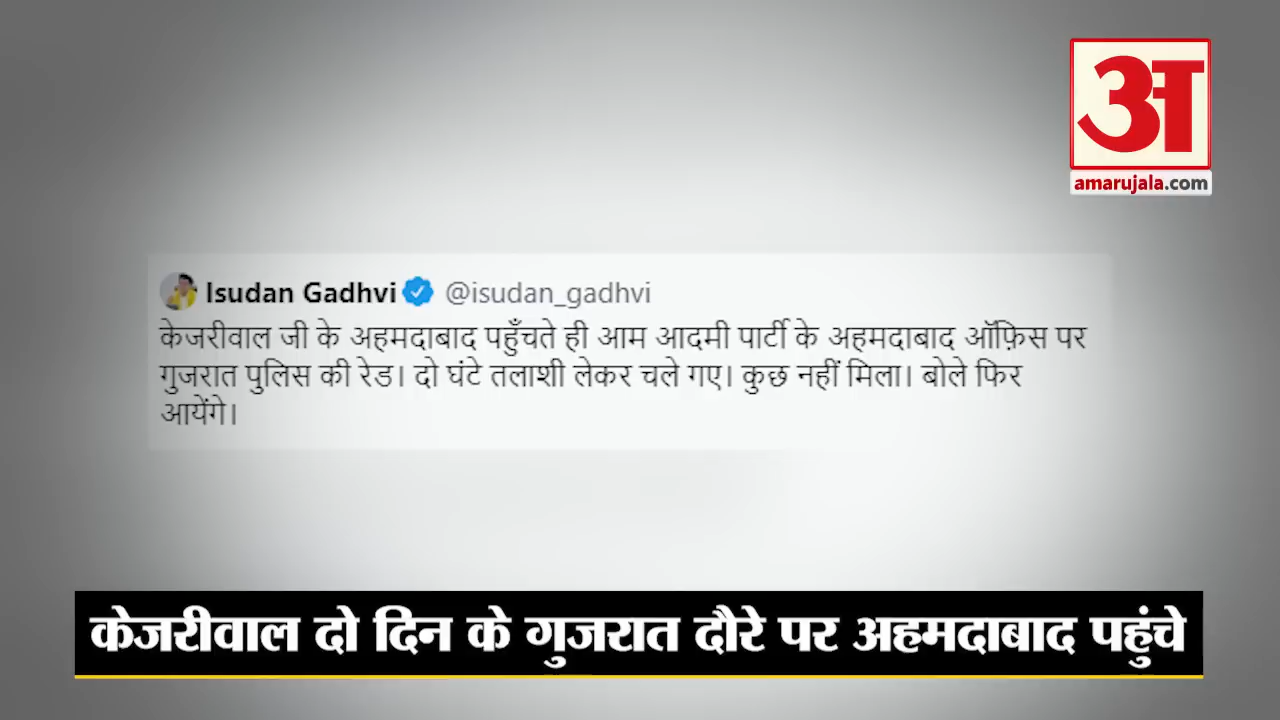 अ
amarujala.com
Isudan Gadhvi @isudan_gadhvi
केजरीवाल जी के अहमदाबाद पहुँचते ही आम आदमी पार्टी के अहमदाबाद ऑफ़िस पर
गुजरात पुलिस की रेड। दो घंटे तलाशी लेकर चले गए। कुछ नहीं मिला। बोले फिर
आयेंगे।
केजरीवाल दो दिन के गुजरात दौरे पर अहमदाबाद पहुंचे